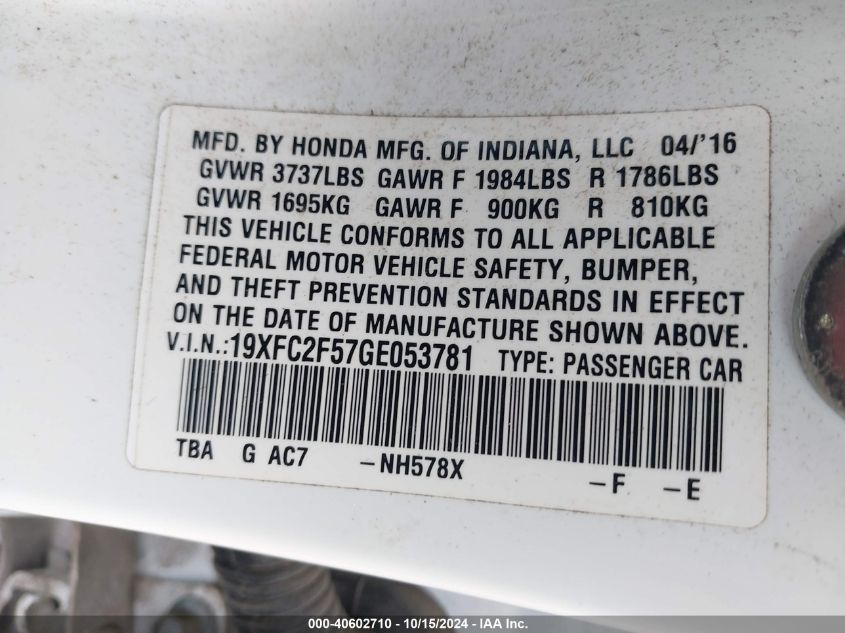 MFD. BY HONDA MFG. OF INDIANA, LLC 04/'16
GVWR 3737LBS GAWR F 1984LBS R 1786LBS
GVWR 1695KG GAWR F 900KG R 810KG
THIS VEHICLE CONFORMS TO ALL APPLICABLE
FEDERAL MOTOR VEHICLE SAFETY, BUMPER,
AND THEFT PREVENTION STANDARDS IN EFFECT
ON THE DATE OF MANUFACTURE SHOWN ABOVE.
V.I.N.:19XFC2F57GE053781 TYPE: PASSENGER CAR
TBA G AC7 -NH578X -F -E
000-40602710 - 10/15/2024 - IAA Inc.